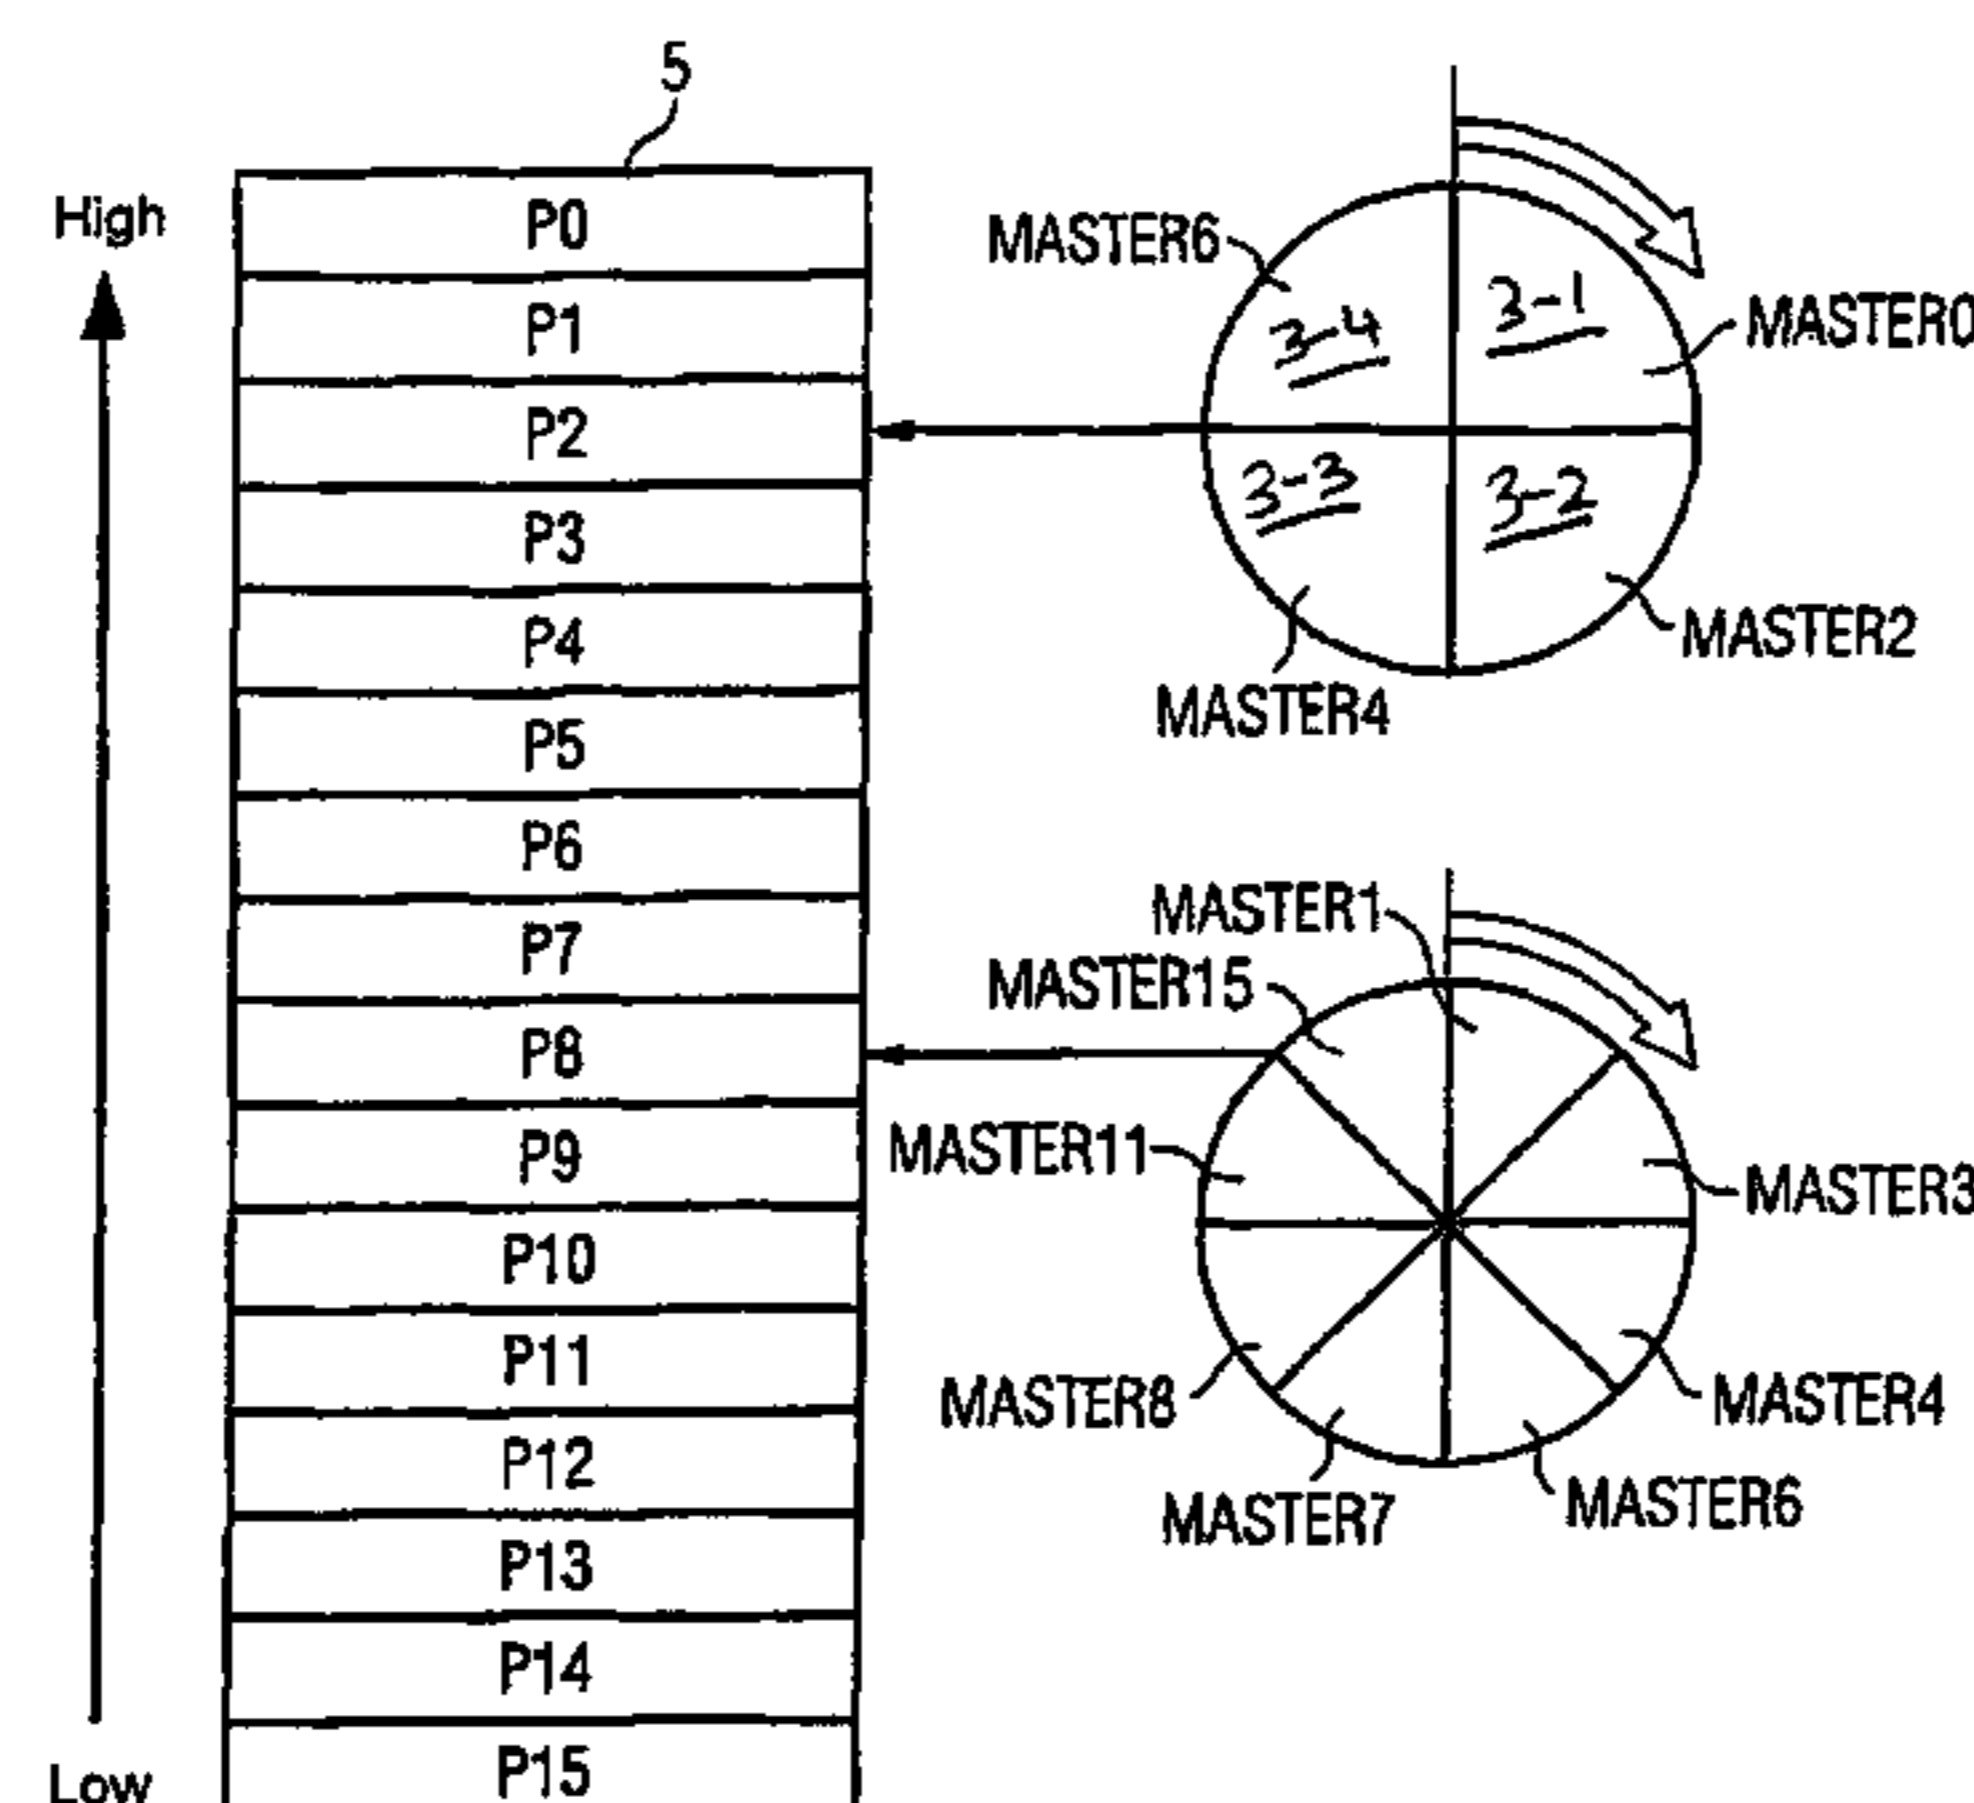 5
High
P0
P1
P2
P3
P4
P5
P6
P7
P8
P9
P10
P11
P12
P13
P14
P15
Low
MASTER6
3-4
3-1
MASTER0
3-3
3-2
MASTER2
MASTER4
MASTER1
MASTER15
MASTER11
MASTER3
MASTER8
MASTER4
MASTER7
MASTER6